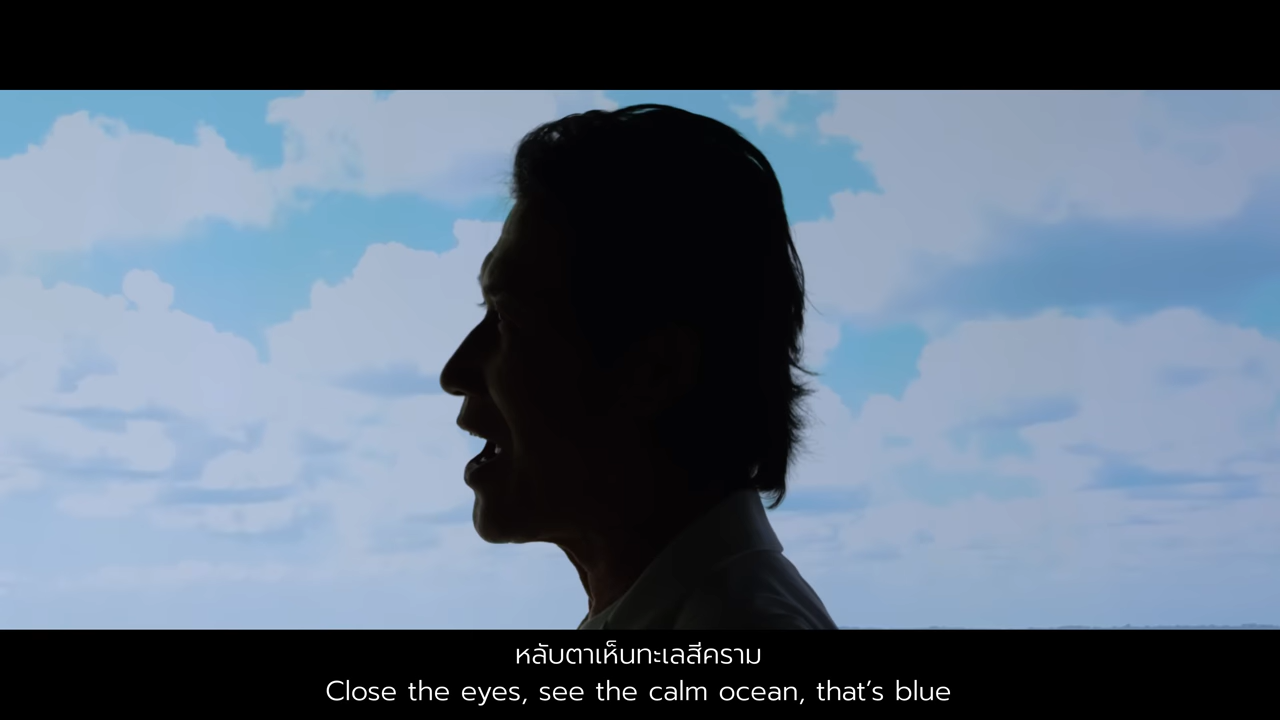 หลับตาเห็นทะเลสีคราม
Close the eyes, see the calm ocean, that's blue